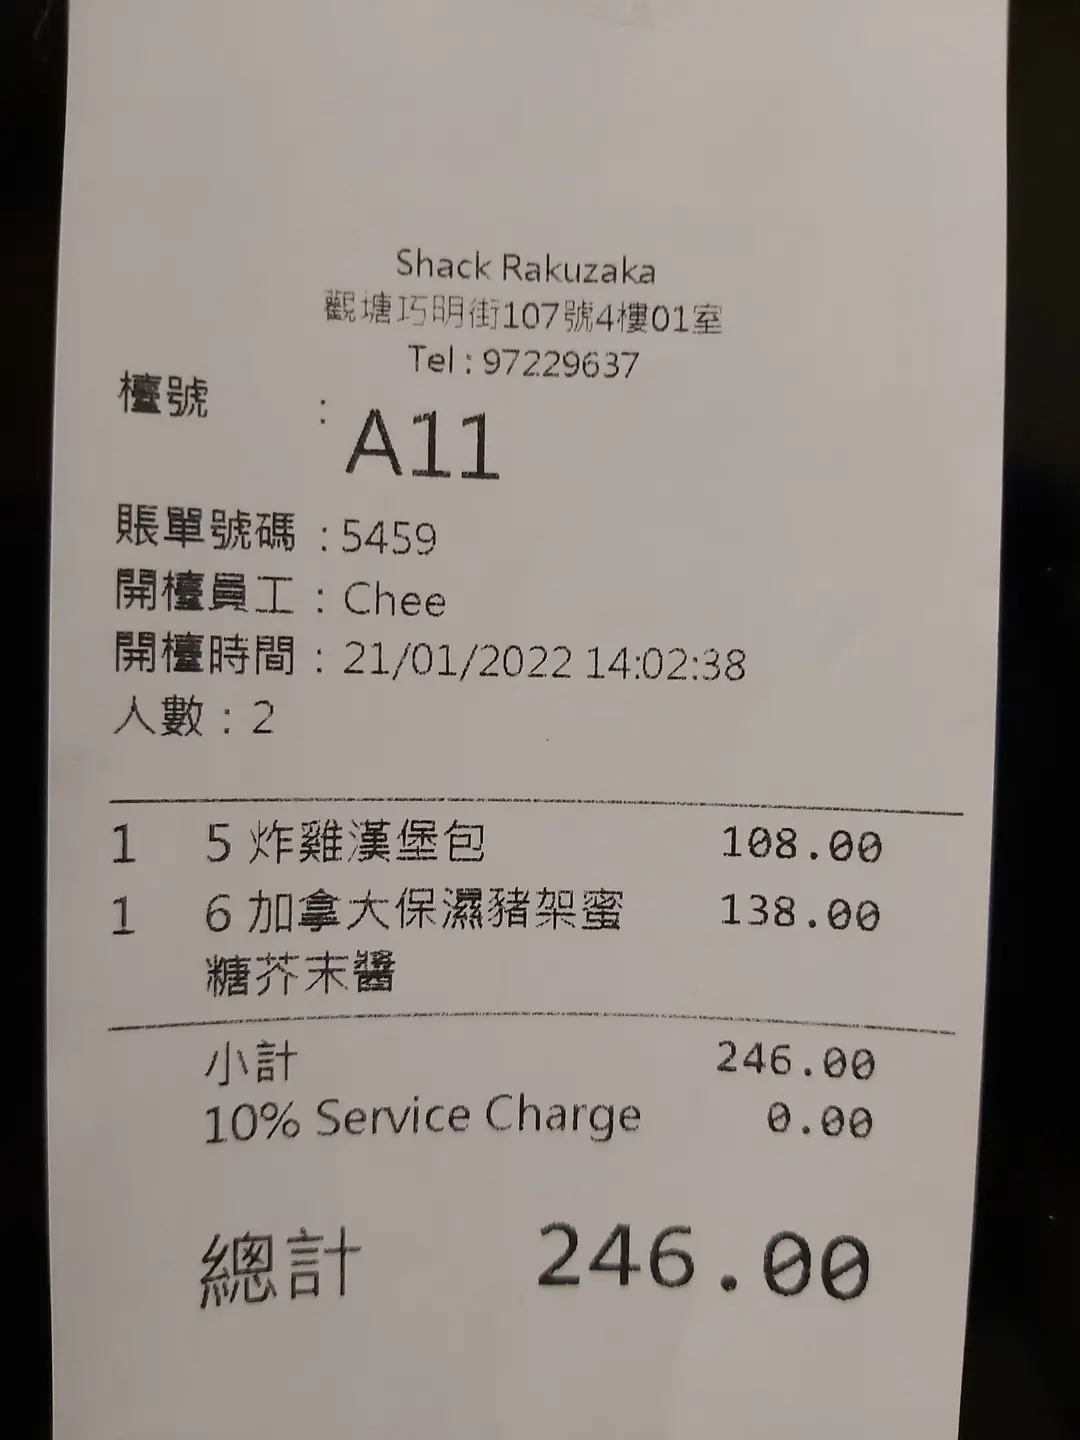 Shack Rakuzaka
觀塘巧明街107號4樓01室
Tel : 97229637
檯號 : A11
賬單號碼 : 5459
開檯員工 : Chee
開檯時間 : 21/01/2022 14:02:38
人數 : 2
1 5 炸雞漢堡包 108.00
1 6 加拿大保濕豬架蜜 138.00
糖芥末醬
小計 246.00
10% Service Charge 0.00
總計 246.00